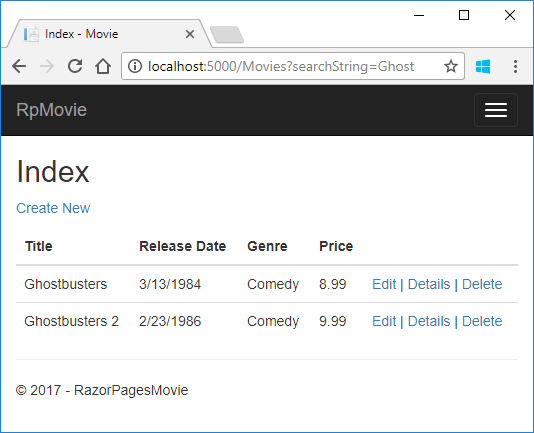 Index - Movie
localhost:5000/Movies?searchString=Ghost
RpMovie
Index
Create New
Title Release Date Genre Price
Ghostbusters 3/13/1984 Comedy 8.99 Edit | Details | Delete
Ghostbusters 2 2/23/1986 Comedy 9.99 Edit | Details | Delete
© 2017 - RazorPagesMovie